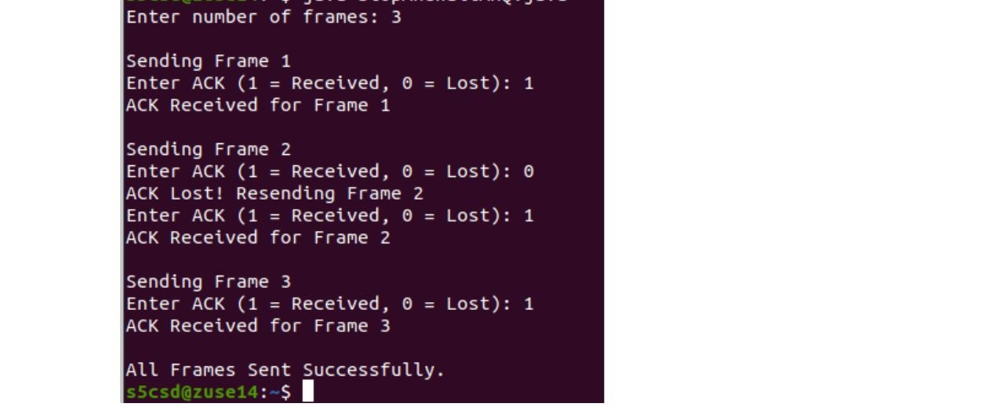 Enter number of frames: 3
Sending Frame 1
Enter ACK (1 = Received, 0 = Lost): 1
ACK Received for Frame 1
Sending Frame 2
Enter ACK (1 = Received, 0 = Lost): 0
ACK Lost! Resending Frame 2
Enter ACK (1 = Received, 0 = Lost): 1
ACK Received for Frame 2
Sending Frame 3
Enter ACK (1 = Received, 0 = Lost): 1
ACK Received for Frame 3
All Frames Sent Successfully.
s5csd@zuse14:~$